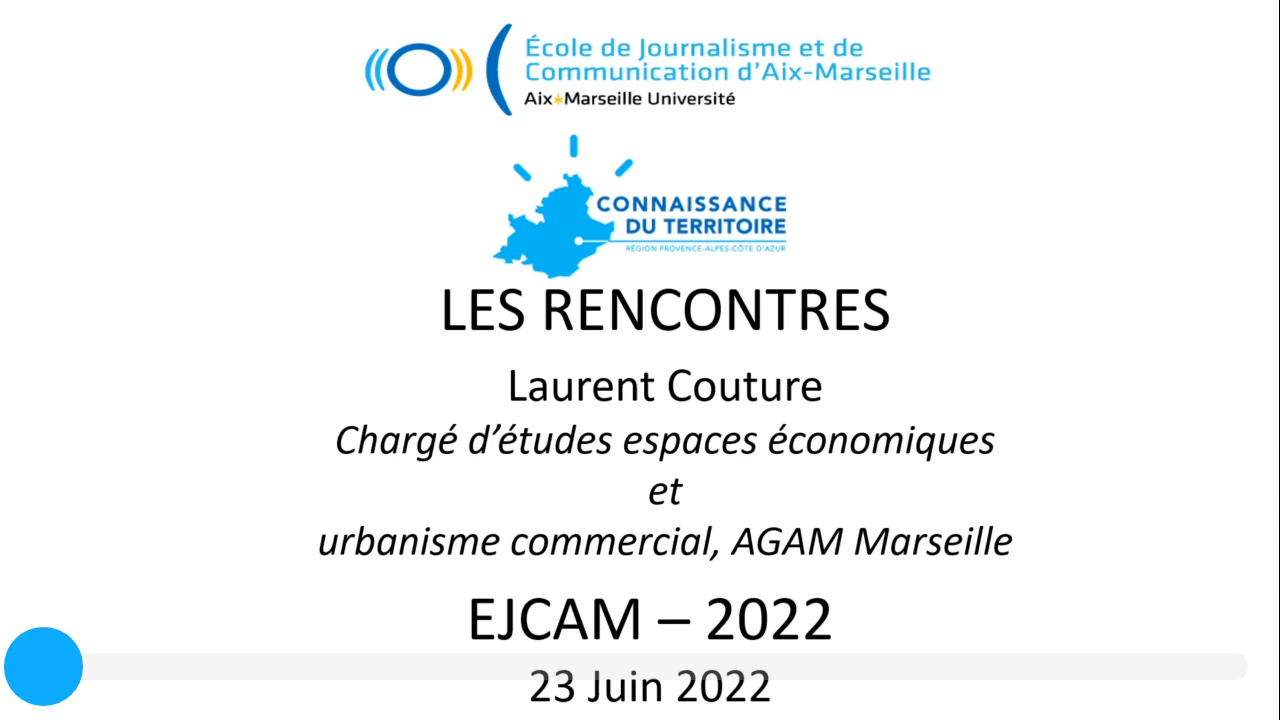 École de Journalisme et de
Communication d'Aix-Marseille
Aix*Marseille Université
CONNAISSANCE
DU TERRITOIRE
RÉGION PROVENCE-ALPES-CÔTE D'AZUR
LES RENCONTRES
Laurent Couture
Chargé d’études espaces économiques
et
urbanisme commercial, AGAM Marseille
EJCAM – 2022
23 Juin 2022